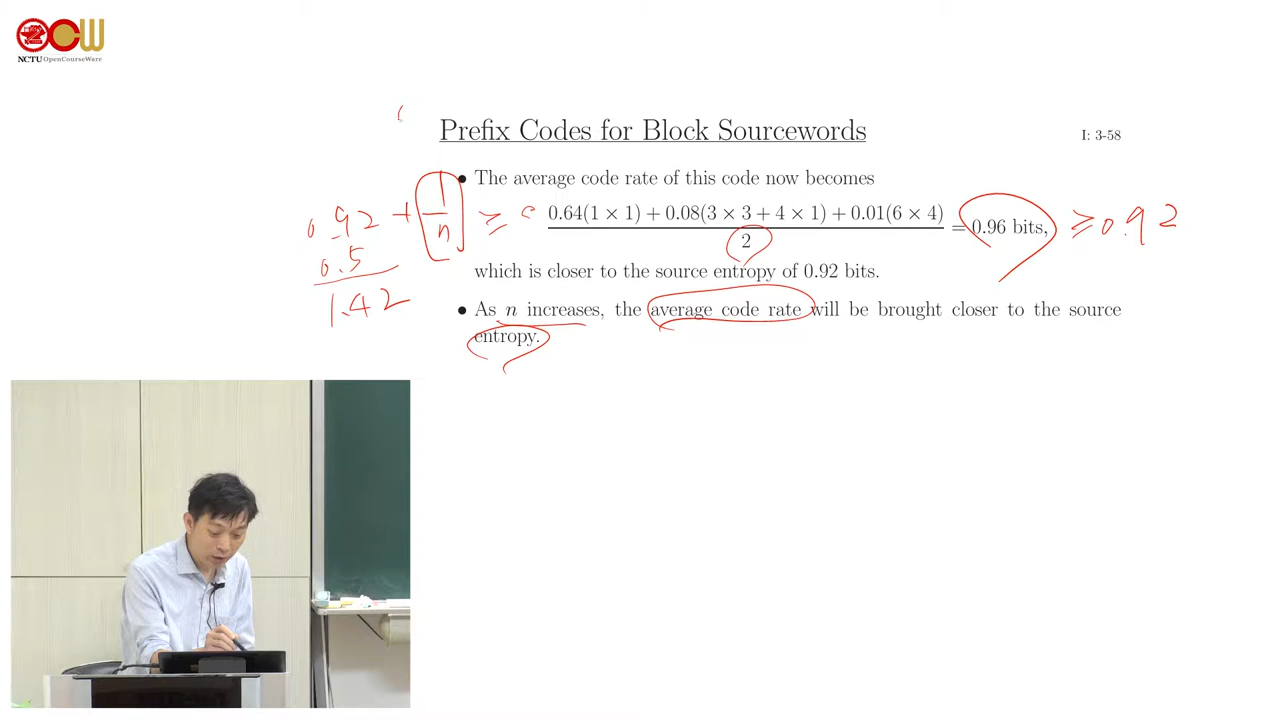 OCW
NCTU OpenCourseWare
Prefix Codes for Block Sourcewords
I: 3-58
• The average code rate of this code now becomes
0.92 + 1/n ≥
0.64(1 × 1) + 0.08(3 × 3 + 4 × 1) + 0.01(6 × 4)
2
= 0.96 bits,
≥ 0.92
0.5
1.42
which is closer to the source entropy of 0.92 bits.
• As n increases, the average code rate will be brought closer to the source
entropy.